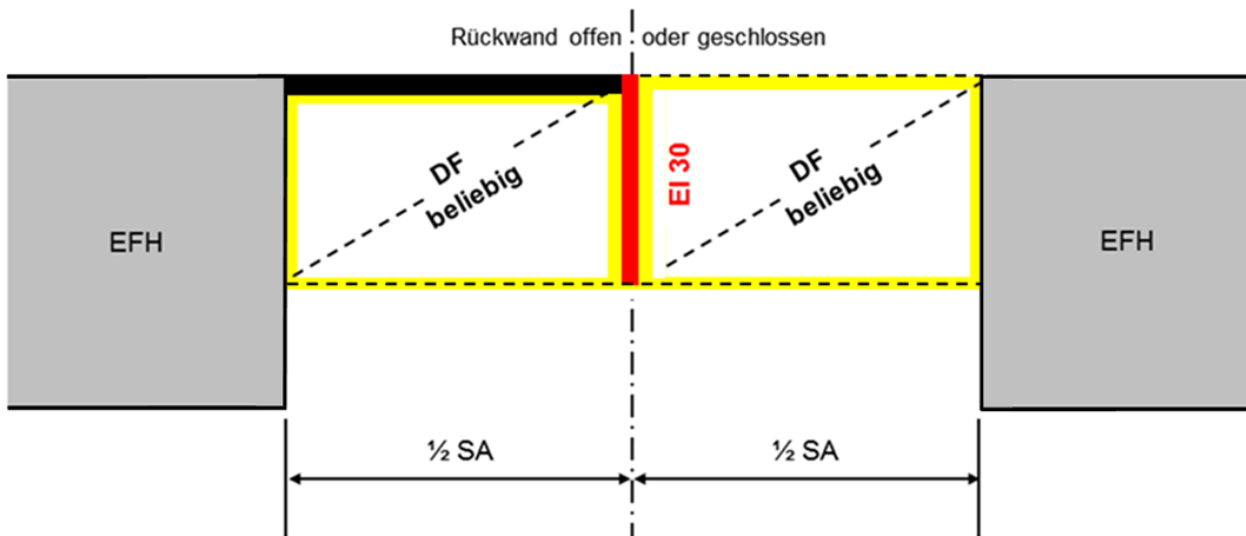 Rückwand offen oder geschlossen
DF
beliebig
EI 30
DF
beliebig
EFH
EFH
½ SA
½ SA